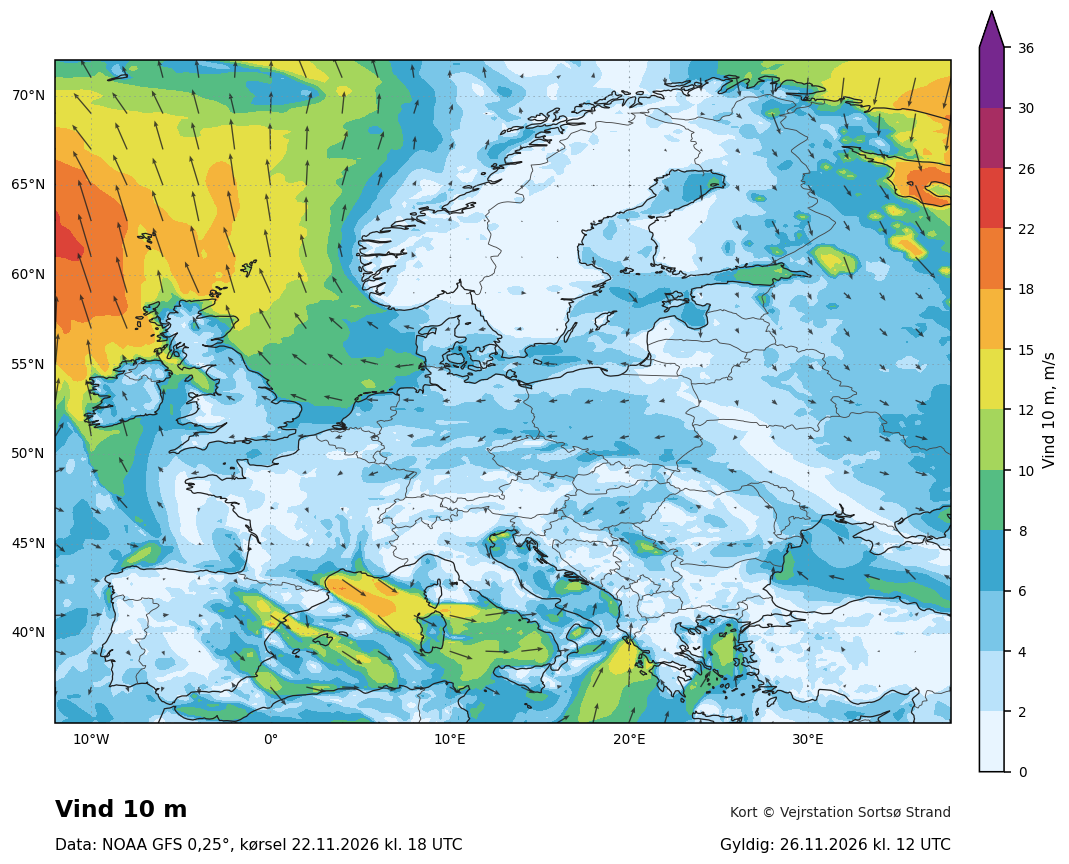 70°N
65°N
60°N
55°N
50°N
45°N
40°N
10°W 0° 10°E 20°E 30°E
36
30
26
22
18
15
12
10
8
6
4
2
0
Vind 10 m, m/s
Vind 10 m
Kort © Vejrstation Sortsø Strand
Data: NOAA GFS 0,25°, kørsel 22.11.2026 kl. 18 UTC
Gyldig: 26.11.2026 kl. 12 UTC